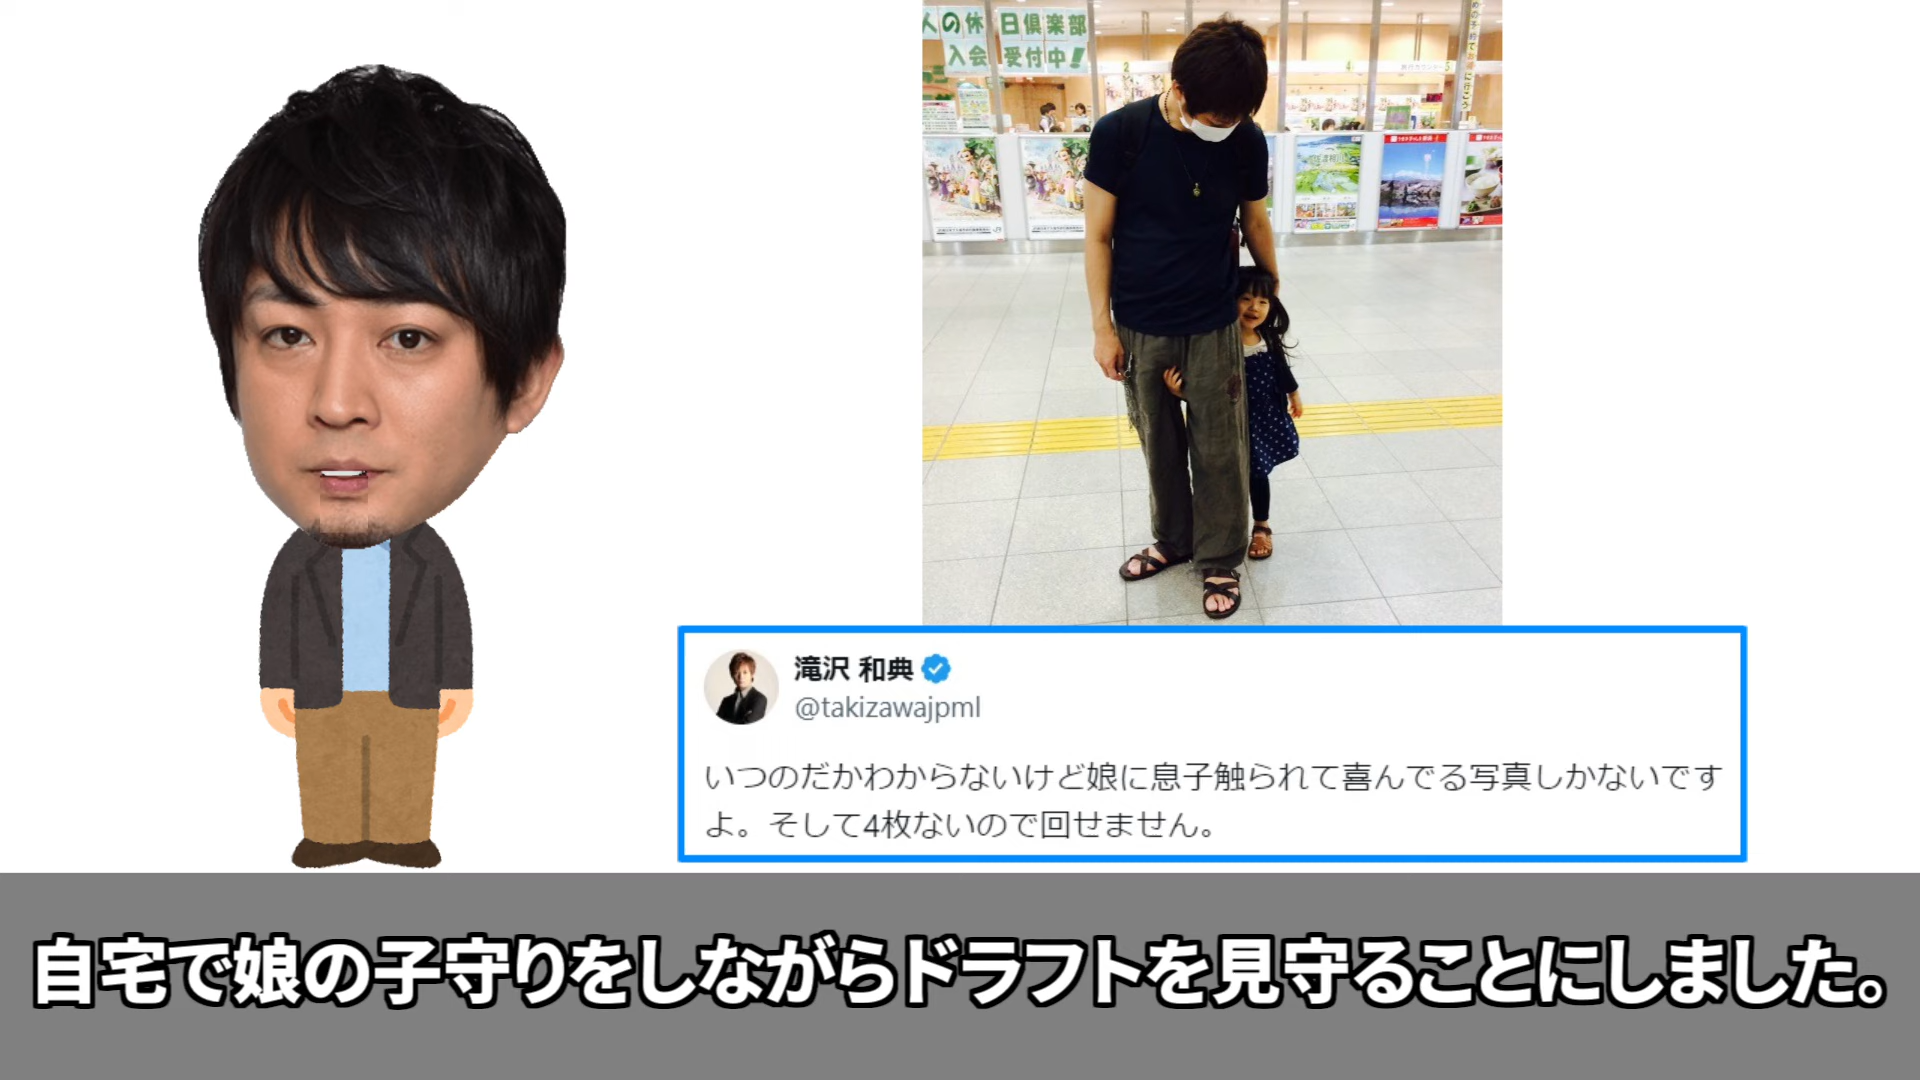 人の休日倶楽部
入会受付中!
2
4
5
滝沢 和典
@takizawajpml
いつのだかわからないけど娘に息子触られて喜んでる写真しかないです
よ。そして4枚ないので回せません。
自宅で娘の子守りをしながらドラフトを見守ることにしました。